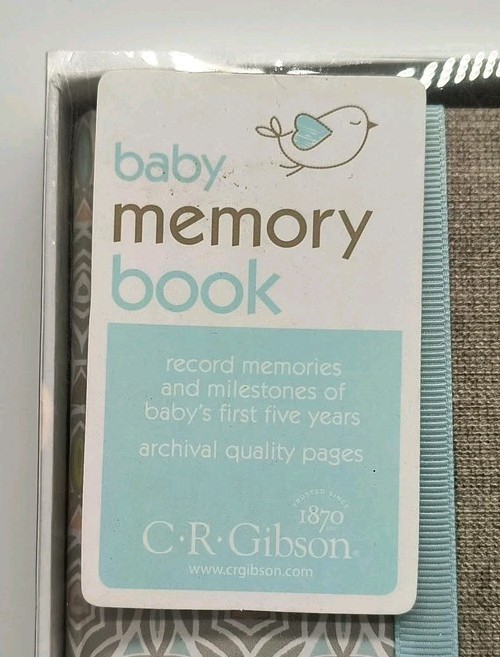 baby
memory
book
record memories
and milestones of
baby's first five years
archival quality pages
TRUSTED SINCE
1870
C·R·Gibson®
www.crgibson.com